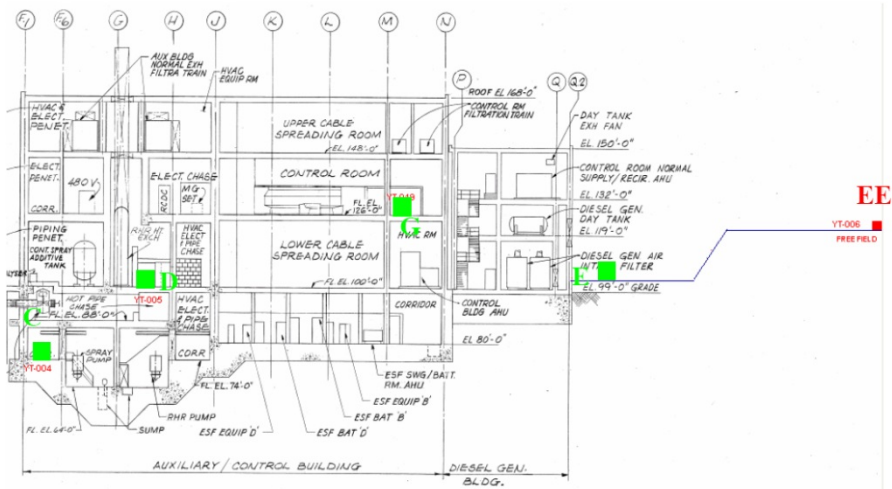 F1
F6
G
H
J
K
L
M
N
P
Q
Q2
AUX BLDG
NORMAL EXH
FILTRA TRAIN
HVAC
EQUIP RM
HVAC &
ELECT.
PENET.
UPPER CABLE
SPREADING ROOM
EL. 148'-0"
ROOF EL 168'-0"
CONTROL RM
FILTRATION TRAIN
DAY TANK
EXH FAN
EL 150'-0"
ELECT.
PENET.
480 V.
CORR.
ELECT. CHASE
RCDC
MG
SET
CONTROL ROOM
FL. EL.
126'-0"
CONTROL ROOM NORMAL
SUPPLY/RECIR. AHU
EL 132'-0"
DIESEL GEN.
DAY TANK
EL 119'-0"
EE
YT-006
FREE FIELD
PIPING
PENET.
CONT. SPRAY
ADDITIVE
TANK
RHR HT
EXCH
HVAC
ELECT
& PIPE
CHASE
LOWER CABLE
SPREADING ROOM
G
HVAC RM
DIESEL GEN AIR
FILTER
FL EL 100'-0"
D
YT-005
E
EL. 99'-0" GRADE
HOT PIPE
CHASE
FL. EL. 88'-0"
C
HVAC
ELECT
& PIPE
CHASE
CORRIDOR
CONTROL
BLDG AHU
EL 80'-0"
YT-004
SPRAY
PUMP
CORR
FL. EL. 74'-0"
ESF SWG/BATT.
RM. AHU
ESF EQUIP 'B'
ESF BAT 'B'
ESF BAT 'D'
ESF EQUIP 'D'
RHR PUMP
SUMP
FL. EL 64'-0"
AUXILIARY / CONTROL BUILDING
DIESEL GEN.
BLDG.